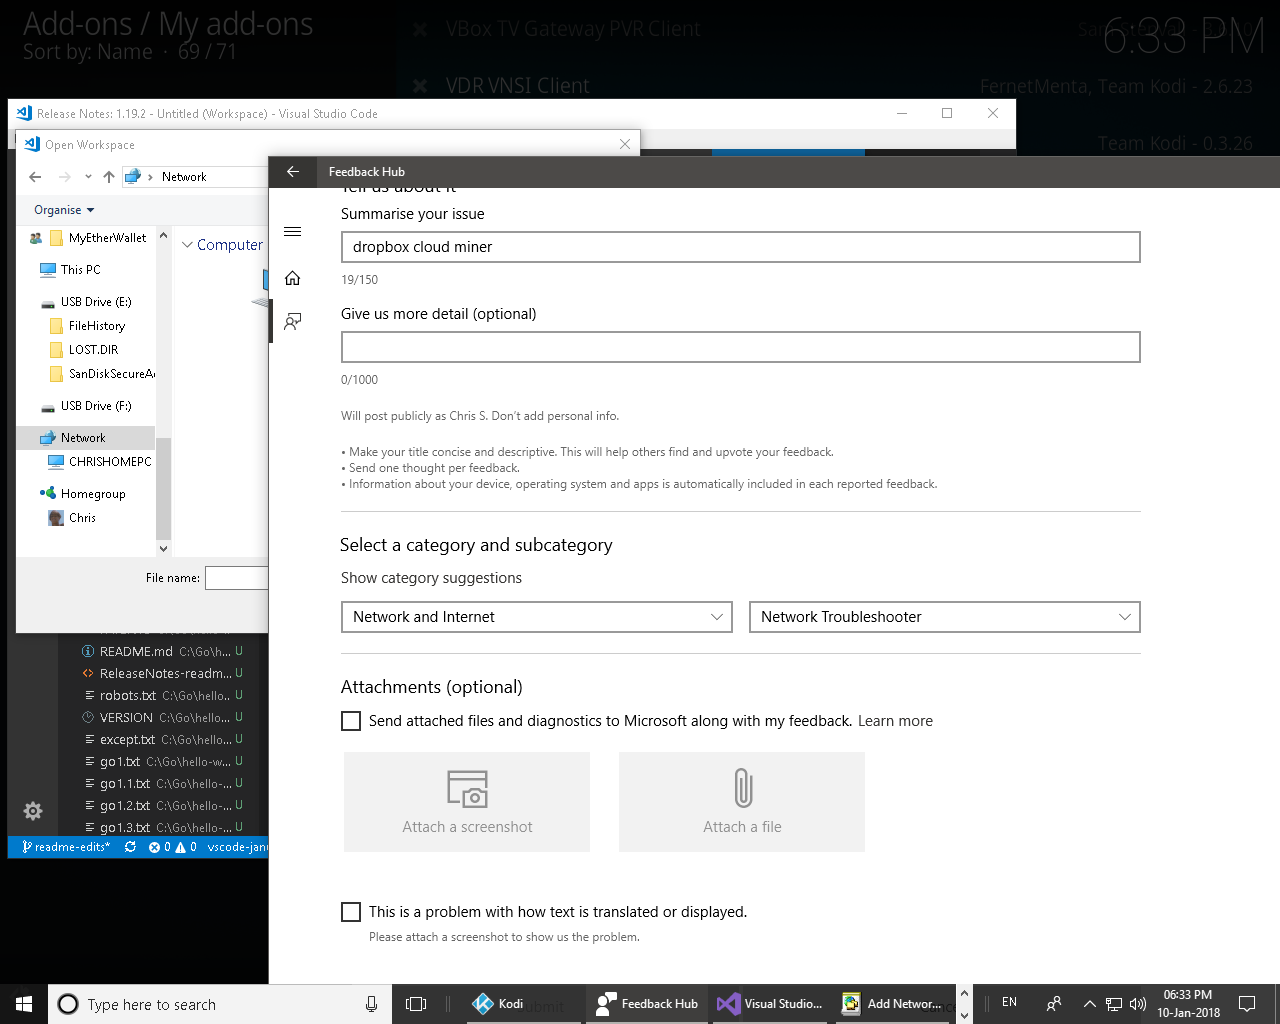 Add-ons / My add-ons
Sort by: Name · 69 / 71
VBox TV Gateway PVR Client
6:33 PM
VDR VNSI Client
FernetMenta, Team Kodi - 2.6.23
Team Kodi - 0.3.26
Release Notes: 1.19.2 - Untitled (Workspace) - Visual Studio Code
Open Workspace
Network
Organise
MyEtherWallet
This PC
USB Drive (E:)
FileHistory
LOST.DIR
SanDiskSecureAc
USB Drive (F:)
Network
CHRISHOMEPC
Homegroup
Chris
Computer
File name:
README.md C:\Go\h... U
ReleaseNotes-readm... U
robots.txt C:\Go\hello... U
VERSION C:\Go\hello... U
except.txt C:\Go\hello... U
go1.txt C:\Go\hello-w... U
go1.1.txt C:\Go\hello-... U
go1.2.txt C:\Go\hello-... U
go1.3.txt C:\Go\hello-... U
readme-edits* 0 0 vscode-janu
Feedback Hub
Tell us about it
Summarise your issue
dropbox cloud miner
19/150
Give us more detail (optional)
0/1000
Will post publicly as Chris S. Don't add personal info.
• Make your title concise and descriptive. This will help others find and upvote your feedback.
• Send one thought per feedback.
• Information about your device, operating system and apps is automatically included in each reported feedback.
Select a category and subcategory
Show category suggestions
Network and Internet
Network Troubleshooter
Attachments (optional)
Send attached files and diagnostics to Microsoft along with my feedback. Learn more
Attach a screenshot
Attach a file
This is a problem with how text is translated or displayed.
Please attach a screenshot to show us the problem.
Type here to search
Kodi
Submit
Feedback Hub
Visual Studio...
Add Networ...
EN
06:33 PM
10-Jan-2018